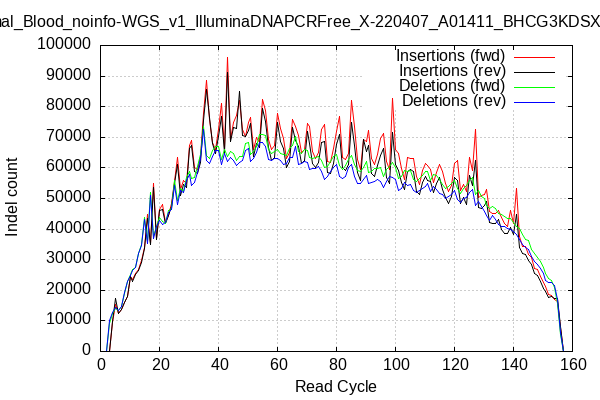 nal_Blood_noinfo-WGS_v1_IlluminaDNAPCRFree_X-220407_A01411_BHCG3KDSX
Insertions (fwd)
Insertions (rev)
Deletions (fwd)
Deletions (rev)
Indel count
100000
90000
80000
70000
60000
50000
40000
30000
20000
10000
0
0 20 40 60 80 100 120 140 160
Read Cycle